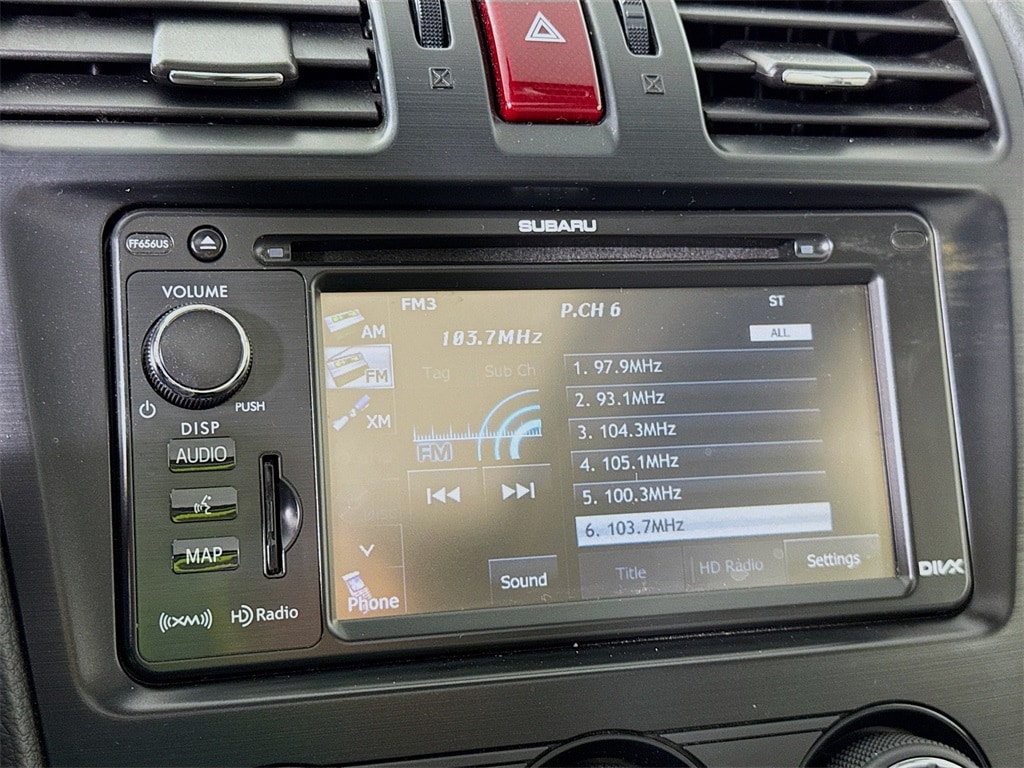 SUBARU
FF656US
VOLUME
PUSH
DISP
AUDIO
MAP
((XM))
HD Radio
FM3
P.CH 6
ST
103.7MHz
ALL
AM
FM
XM
Tag
Sub Ch
FM
1. 97.9MHz
2. 93.1MHz
3. 104.3MHz
4. 105.1MHz
5. 100.3MHz
6. 103.7MHz
Phone
Sound
Title
HD Radio
Settings
DIVX